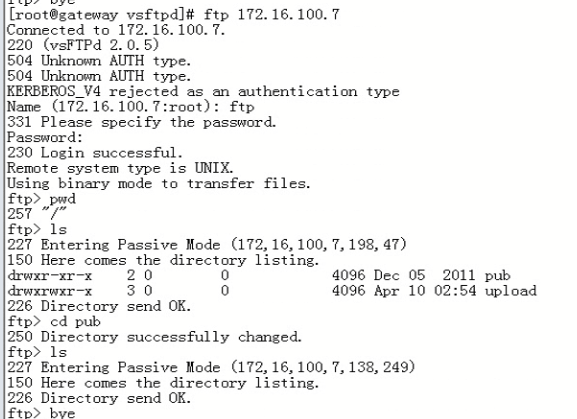 ftp> bye
[root@gateway vsftpd]# ftp 172.16.100.7
Connected to 172.16.100.7.
220 (vsFTPd 2.0.5)
504 Unknown AUTH type.
504 Unknown AUTH type.
KERBEROS_V4 rejected as an authentication type
Name (172.16.100.7:root): ftp
331 Please specify the password.
Password:
230 Login successful.
Remote system type is UNIX.
Using binary mode to transfer files.
ftp> pwd
257 "/"
ftp> ls
227 Entering Passive Mode (172,16,100,7,198,47)
150 Here comes the directory listing.
drwxr-xr-x    2 0        0            4096 Dec 05  2011 pub
drwxrwxr-x    3 0        0            4096 Apr 10 02:54 upload
226 Directory send OK.
ftp> cd pub
250 Directory successfully changed.
ftp> ls
227 Entering Passive Mode (172,16,100,7,138,249)
150 Here comes the directory listing.
226 Directory send OK.
ftp> bye